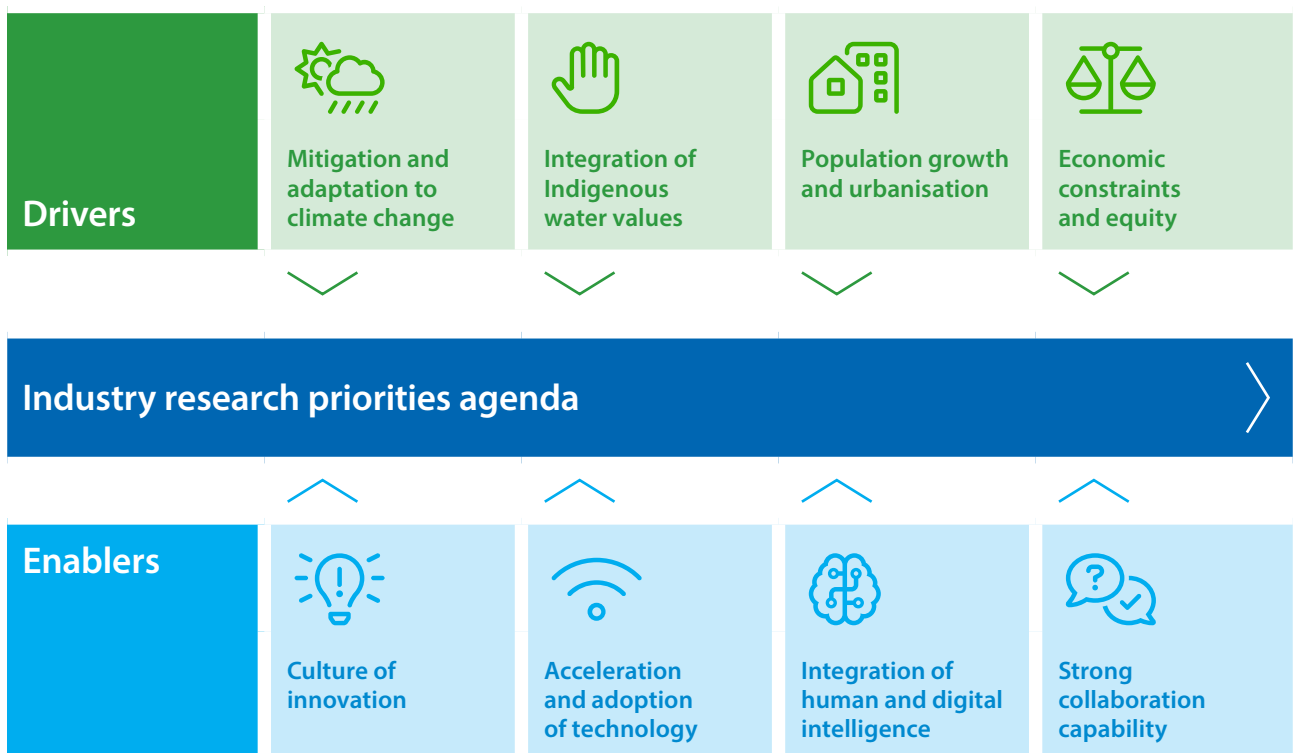 Drivers
Mitigation and
adaptation to
climate change
Integration of
Indigenous
water values
Population growth
and urbanisation
Economic
constraints
and equity
Industry research priorities agenda
Enablers
Culture of
innovation
Acceleration
and adoption
of technology
Integration of
human and digital
intelligence
Strong
collaboration
capability